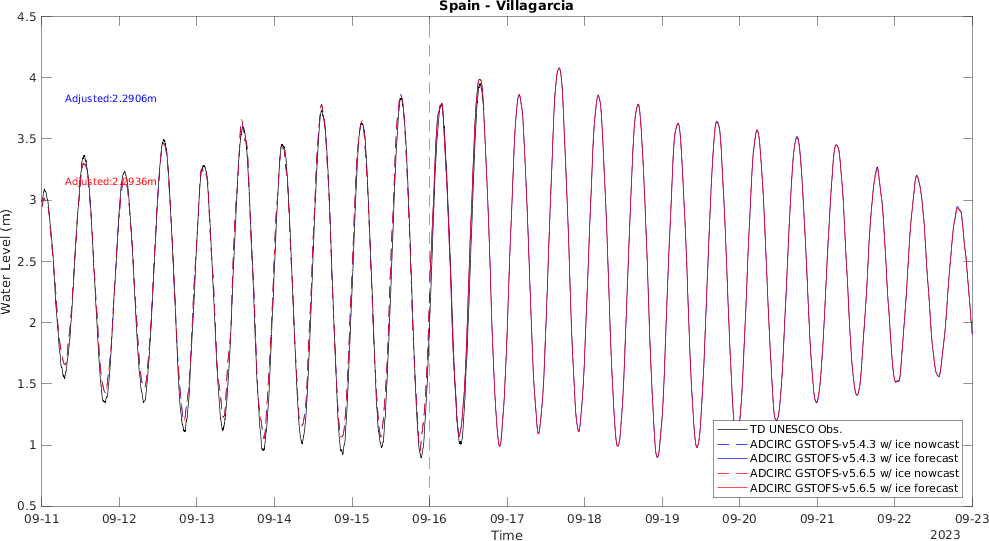 Spain - Villagarcia
4.5
4
3.5
3
2.5
2
1.5
1
0.5
Water Level (m)
Adjusted:2.2906m
Adjusted:2.2936m
TD UNESCO Obs.
ADCIRC GSTOFS-v5.4.3 w/ ice nowcast
ADCIRC GSTOFS-v5.4.3 w/ ice forecast
ADCIRC GSTOFS-v5.6.5 w/ ice nowcast
ADCIRC GSTOFS-v5.6.5 w/ ice forecast
09-11 09-12 09-13 09-14 09-15 09-16 09-17 09-18 09-19 09-20 09-21 09-22 09-23
Time
2023